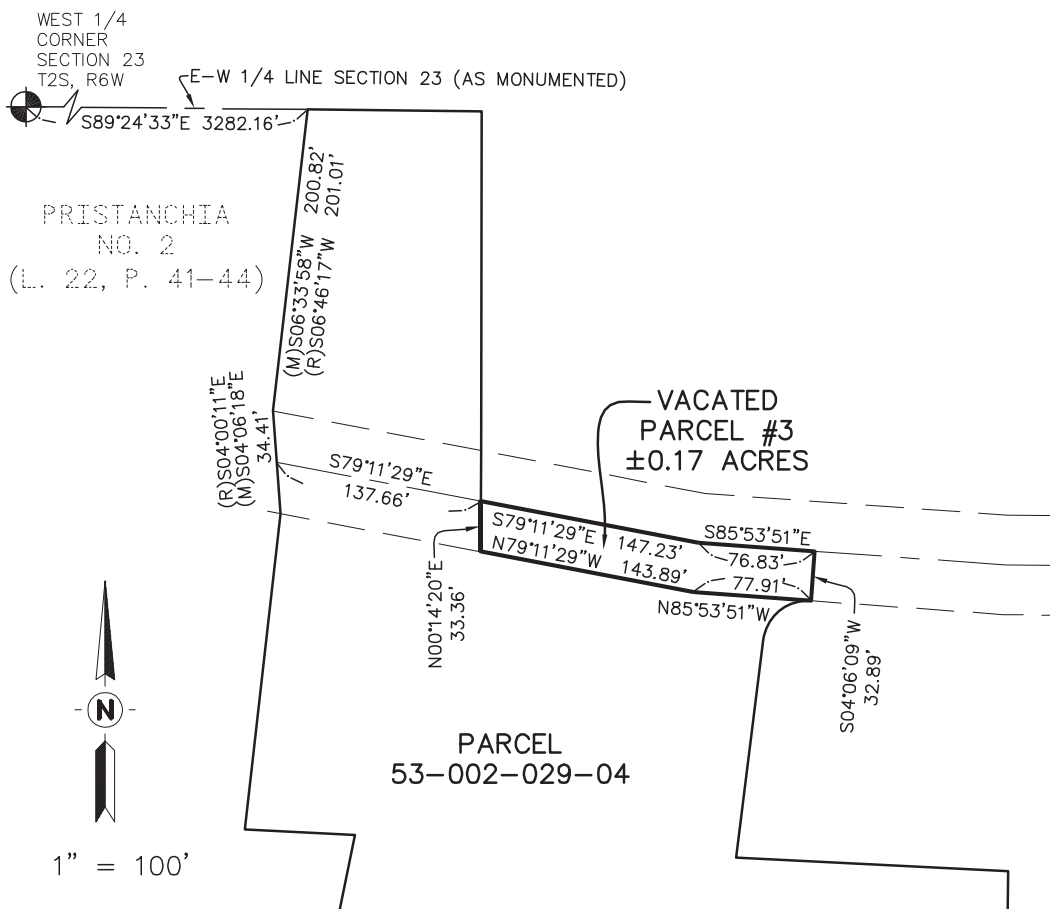 WEST 1/4
CORNER
SECTION 23
T2S, R6W
E-W 1/4 LINE SECTION 23 (AS MONUMENTED)
S89°24'33"E 3282.16'
PRISTANCHIA
NO. 2
(L. 22, P. 41-44)
(M)S06°33'58"W 200.82'
(R)S06°46'17"W 201.01'
(R)S04°00'11"E
(M)S04°06'18"E
34.41'
S79°11'29"E
137.66'
VACATED
PARCEL #3
±0.17 ACRES
S79°11'29"E 147.23'
N79°11'29"W 143.89'
S85°53'51"E
76.83'
77.91'
N85°53'51"W
N00°14'20"E
33.36'
S04°06'09"W
32.89'
PARCEL
53-002-029-04
N
1" = 100'